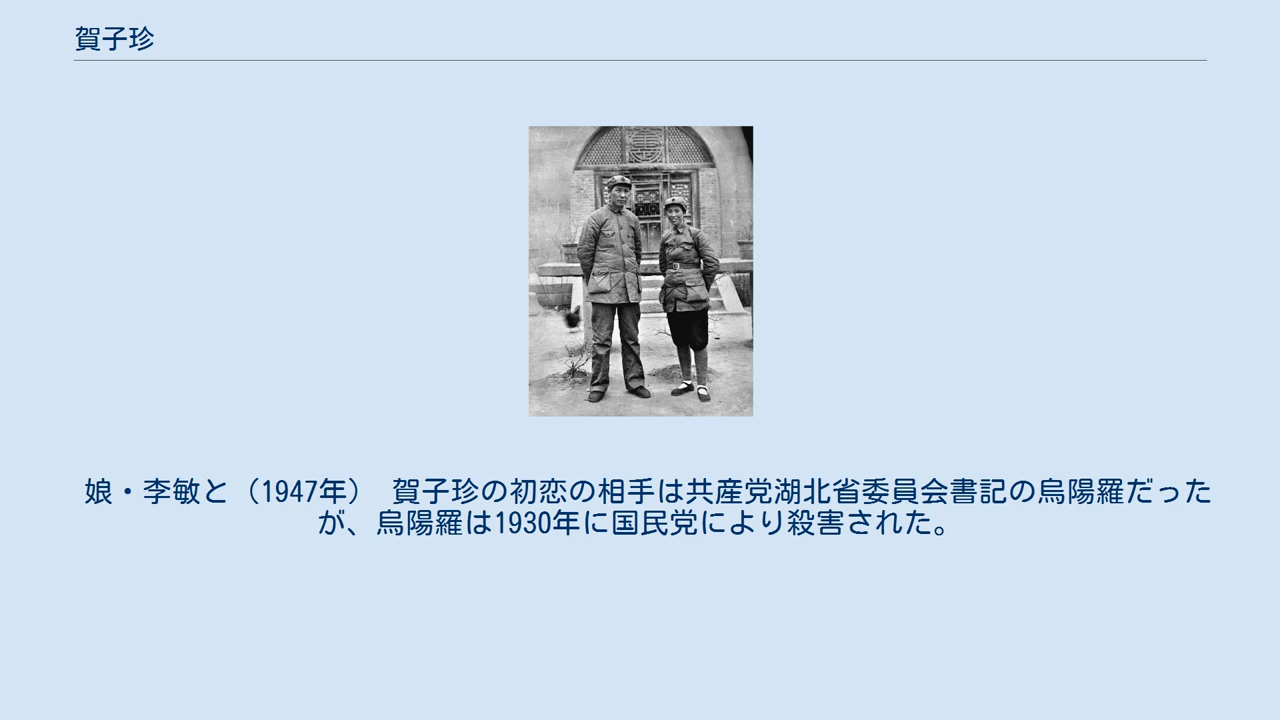 賀子珍
娘・李敏と（1947年） 賀子珍の初恋の相手は共産党湖北省委員会書記の烏陽羅だった
が、烏陽羅は1930年に国民党により殺害された。